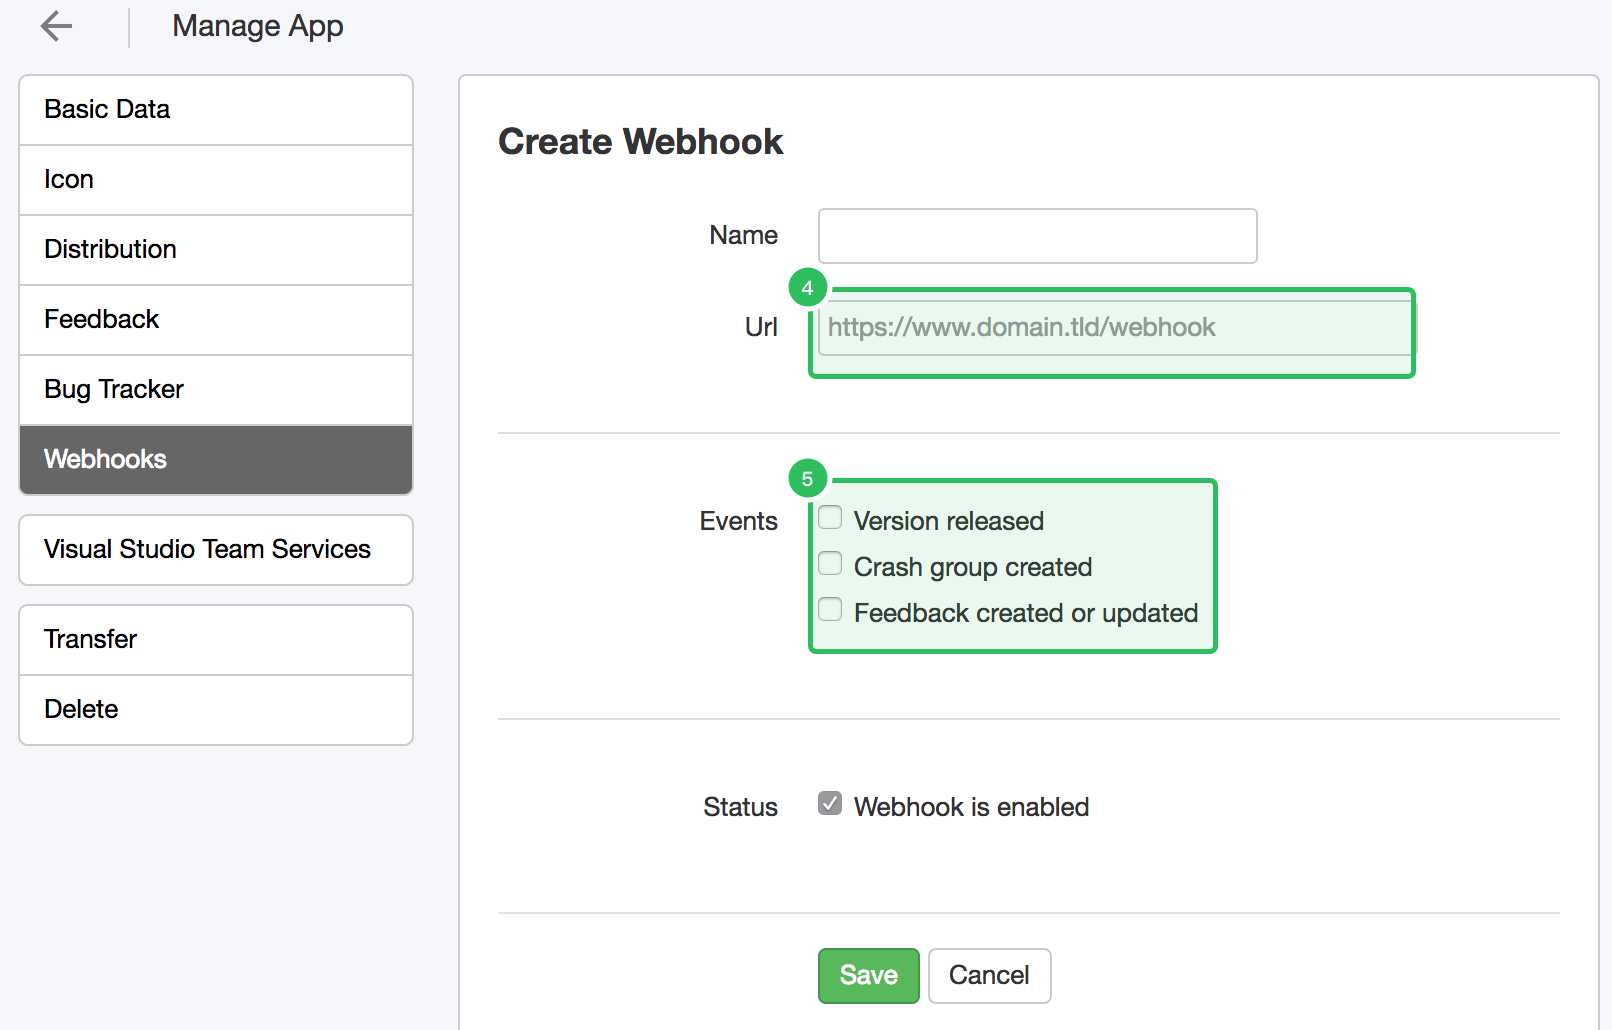 Manage App
Basic Data
Icon
Distribution
Feedback
Bug Tracker
Webhooks
Visual Studio Team Services
Transfer
Delete
Create Webhook
Name
4
Url https://www.domain.tld/webhook
5
Events Version released
Crash group created
Feedback created or updated
Status Webhook is enabled
Save Cancel